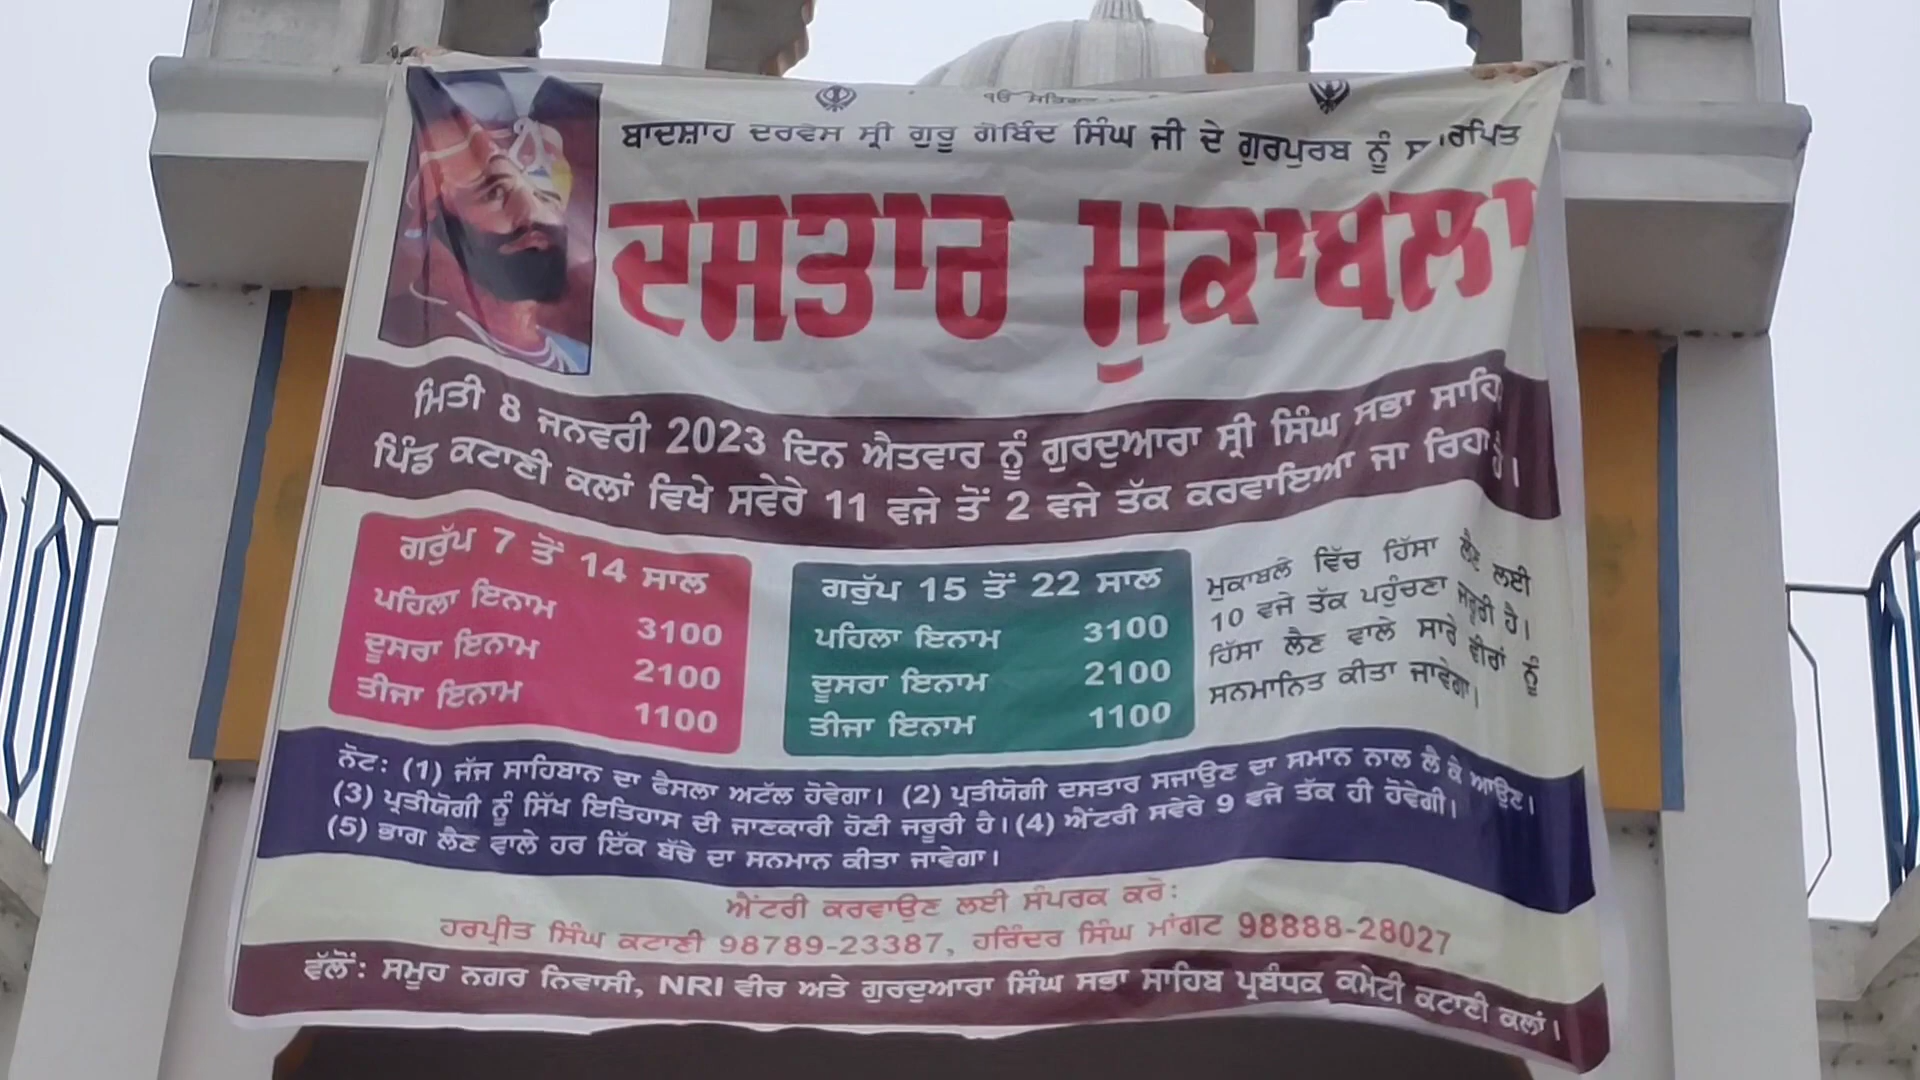 ੴ ਸਤਿਗੁਰ
ਬਾਦਸ਼ਾਹ ਦਰਵੇਸ ਸ੍ਰੀ ਗੁਰੂ ਗੋਬਿੰਦ ਸਿੰਘ ਜੀ ਦੇ ਗੁਰਪੁਰਬ ਨੂੰ ਸਮਰਪਿਤ
ਦਸਤਾਰ ਮੁਕਾਬਲਾ
ਮਿਤੀ 8 ਜਨਵਰੀ 2023 ਦਿਨ ਐਤਵਾਰ ਨੂੰ ਗੁਰਦੁਆਰਾ ਸ੍ਰੀ ਸਿੰਘ ਸਭਾ ਸਾਹਿਬ
ਪਿੰਡ ਕਟਾਣੀ ਕਲਾਂ ਵਿਖੇ ਸਵੇਰੇ 11 ਵਜੇ ਤੋਂ 2 ਵਜੇ ਤੱਕ ਕਰਵਾਇਆ ਜਾ ਰਿਹਾ ਹੈ।
ਗਰੁੱਪ 7 ਤੋਂ 14 ਸਾਲ
ਪਹਿਲਾ ਇਨਾਮ 3100
ਦੂਸਰਾ ਇਨਾਮ 2100
ਤੀਜਾ ਇਨਾਮ 1100
ਗਰੁੱਪ 15 ਤੋਂ 22 ਸਾਲ
ਪਹਿਲਾ ਇਨਾਮ 3100
ਦੂਸਰਾ ਇਨਾਮ 2100
ਤੀਜਾ ਇਨਾਮ 1100
ਮੁਕਾਬਲੇ ਵਿੱਚ ਹਿੱਸਾ ਲੈਣ ਲਈ
10 ਵਜੇ ਤੱਕ ਪਹੁੰਚਣਾ ਜਰੂਰੀ ਹੈ।
ਹਿੱਸਾ ਲੈਣ ਵਾਲੇ ਸਾਰੇ ਵੀਰਾਂ ਨੂੰ
ਸਨਮਾਨਿਤ ਕੀਤਾ ਜਾਵੇਗਾ।
ਨੋਟ: (1) ਜੱਜ ਸਾਹਿਬਾਨ ਦਾ ਫੈਸਲਾ ਅਟੱਲ ਹੋਵੇਗਾ। (2) ਪ੍ਰਤੀਯੋਗੀ ਦਸਤਾਰ ਸਜਾਉਣ ਦਾ ਸਮਾਨ ਨਾਲ ਲੈ ਕੇ ਆਉਣ।
(3) ਪ੍ਰਤੀਯੋਗੀ ਨੂੰ ਸਿੱਖ ਇਤਿਹਾਸ ਦੀ ਜਾਣਕਾਰੀ ਹੋਣੀ ਜਰੂਰੀ ਹੈ। (4) ਐਂਟਰੀ ਸਵੇਰੇ 9 ਵਜੇ ਤੱਕ ਹੀ ਹੋਵੇਗੀ।
(5) ਭਾਗ ਲੈਣ ਵਾਲੇ ਹਰ ਇੱਕ ਬੱਚੇ ਦਾ ਸਨਮਾਨ ਕੀਤਾ ਜਾਵੇਗਾ।
ਐਂਟਰੀ ਕਰਵਾਉਣ ਲਈ ਸੰਪਰਕ ਕਰੋ:
ਹਰਪ੍ਰੀਤ ਸਿੰਘ ਕਟਾਣੀ 98789-23387, ਹਰਿੰਦਰ ਸਿੰਘ ਮਾਂਗਟ 98888-28027
ਵੱਲੋਂ: ਸਮੂਹ ਨਗਰ ਨਿਵਾਸੀ, NRI ਵੀਰ ਅਤੇ ਗੁਰਦੁਆਰਾ ਸਿੰਘ ਸਭਾ ਸਾਹਿਬ ਪ੍ਰਬੰਧਕ ਕਮੇਟੀ ਕਟਾਣੀ ਕਲਾਂ।